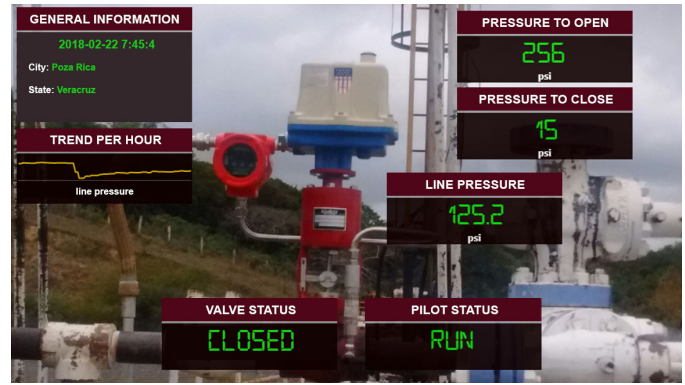 GENERAL INFORMATION
2018-02-22 7:45:4
City: Poza Rica
State: Veracruz
TREND PER HOUR
line pressure
PRESSURE TO OPEN
256
psi
PRESSURE TO CLOSE
15
psi
LINE PRESSURE
125.2
psi
VALVE STATUS
CLOSED
PILOT STATUS
RUN